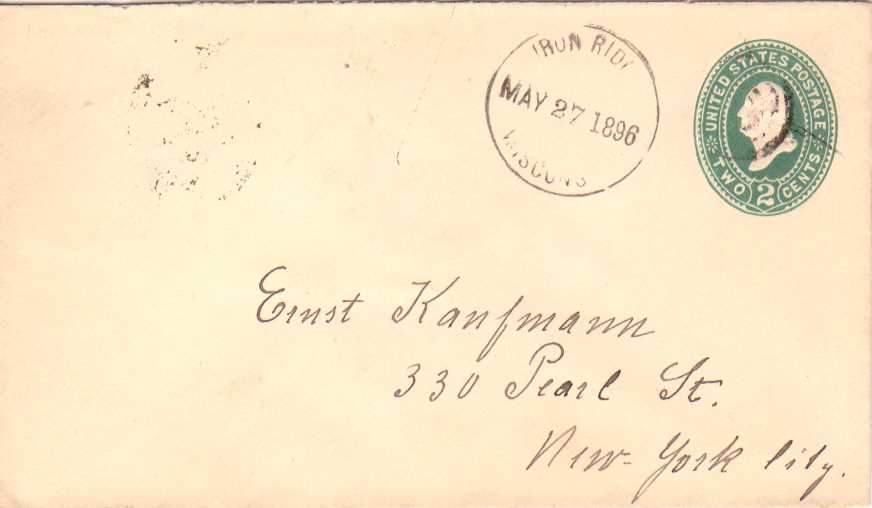 IRON RIDG
MAY 27 1896
WISCONS
UNITED STATES POSTAGE
TWO 2 CENTS
Ernst Kaufmann
330 Pearl St.
New-York City.